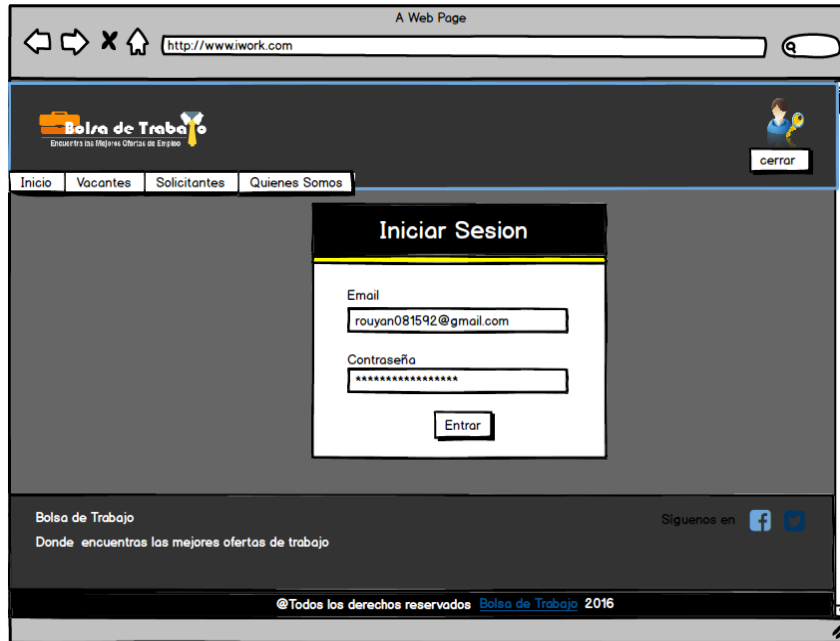 A Web Page
http://www.iwork.com
Bolsa de Trabajo
Encuentra las Mejores Ofertas de Empleo
cerrar
Inicio Vacantes Solicitantes Quienes Somos
Iniciar Sesion
Email
rouyan081592@gmail.com
Contraseña
*****************
Entrar
Bolsa de Trabajo
Síguenos en
Donde encuentras las mejores ofertas de trabajo
@Todos los derechos reservados Bolsa de Trabajo 2016